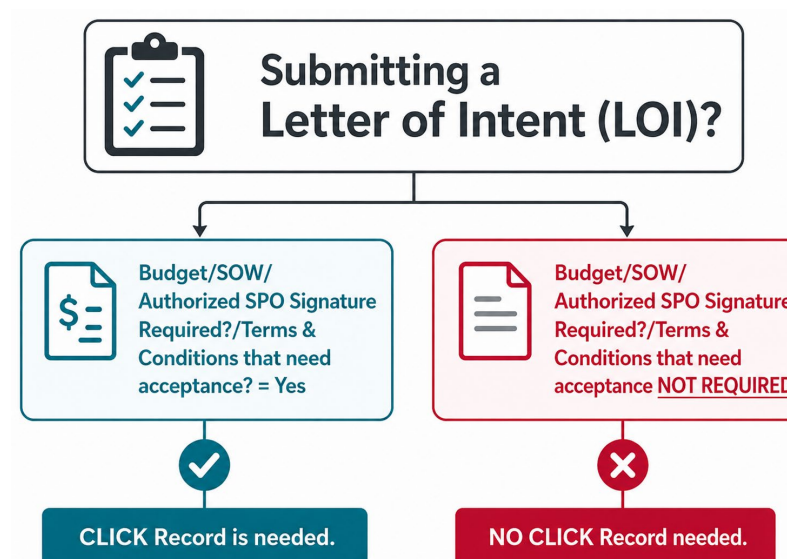 Submitting a
Letter of Intent (LOI)?
Budget/SOW/
Authorized SPO Signature
Required?/Terms &
Conditions that need
acceptance? = Yes
Budget/SOW/
Authorized SPO Signature
Required?/Terms &
Conditions that need
acceptance NOT REQUIRED
CLICK Record is needed.
NO CLICK Record needed.